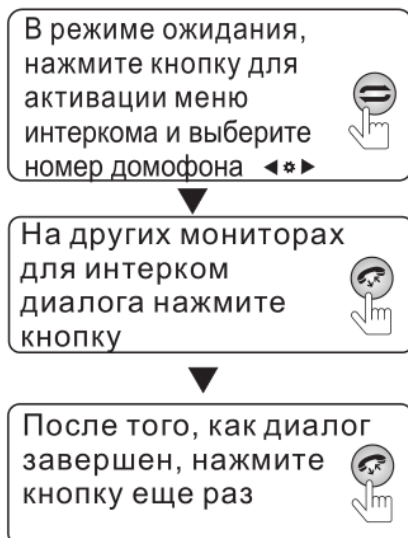 В режиме ожидания,
нажмите кнопку для
активации меню
интеркома и выберите
номер домофона
На других мониторах
для интерком
диалога нажмите
кнопку
После того, как диалог
завершен, нажмите
кнопку еще раз